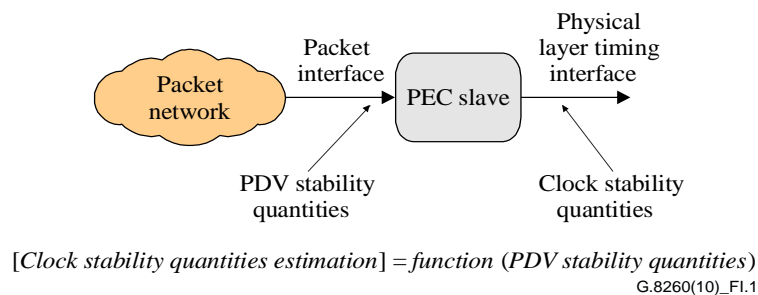 Packet
network
Packet
interface
PEC slave
Physical
layer timing
interface
PDV stability
quantities
Clock stability
quantities
[Clock stability quantities estimation] = function (PDV stability quantities)
G.8260(10)_FI.1